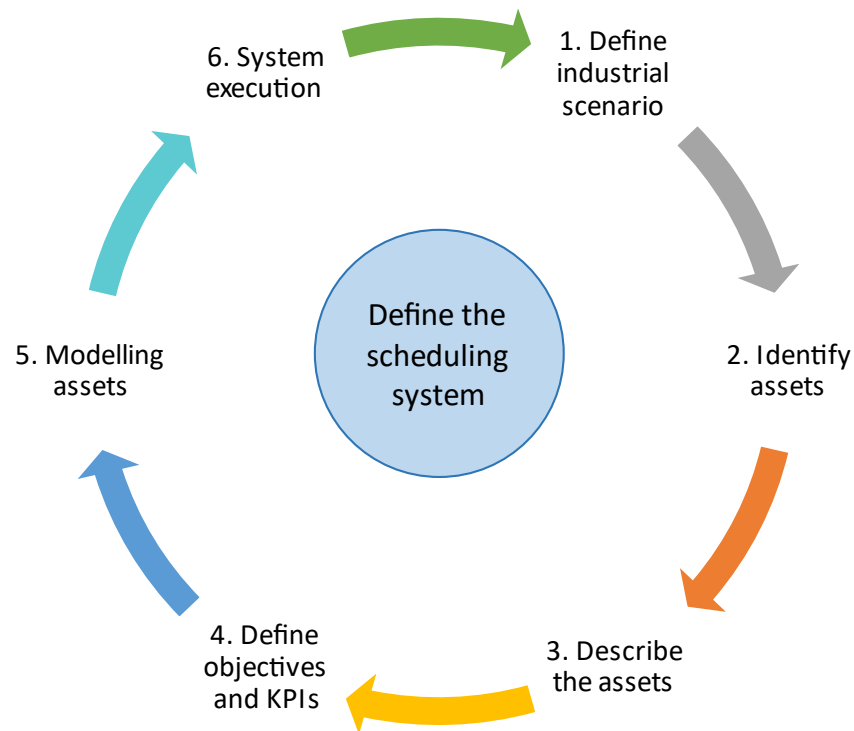 1. Define
industrial
scenario
2. Identify
assets
3. Describe
the assets
4. Define
objectives
and KPIs
5. Modelling
assets
6. System
execution
Define the
scheduling
system